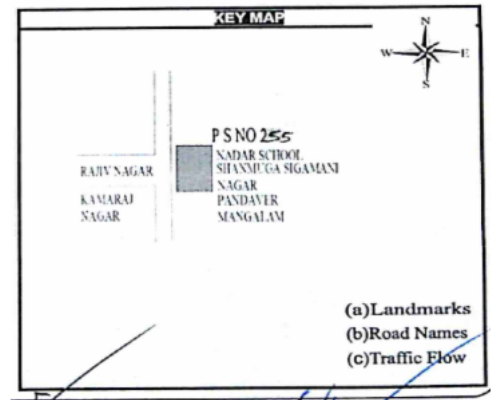 KEY MAP
N
W E
S
P S NO 255
NADAR SCHOOL
SHANMUGA SIGAMANI
NAGAR
PANDAVER
MANGALAM
RAJIV NAGAR
KAMARAJ
NAGAR
(a)Landmarks
(b)Road Names
(c)Traffic Flow